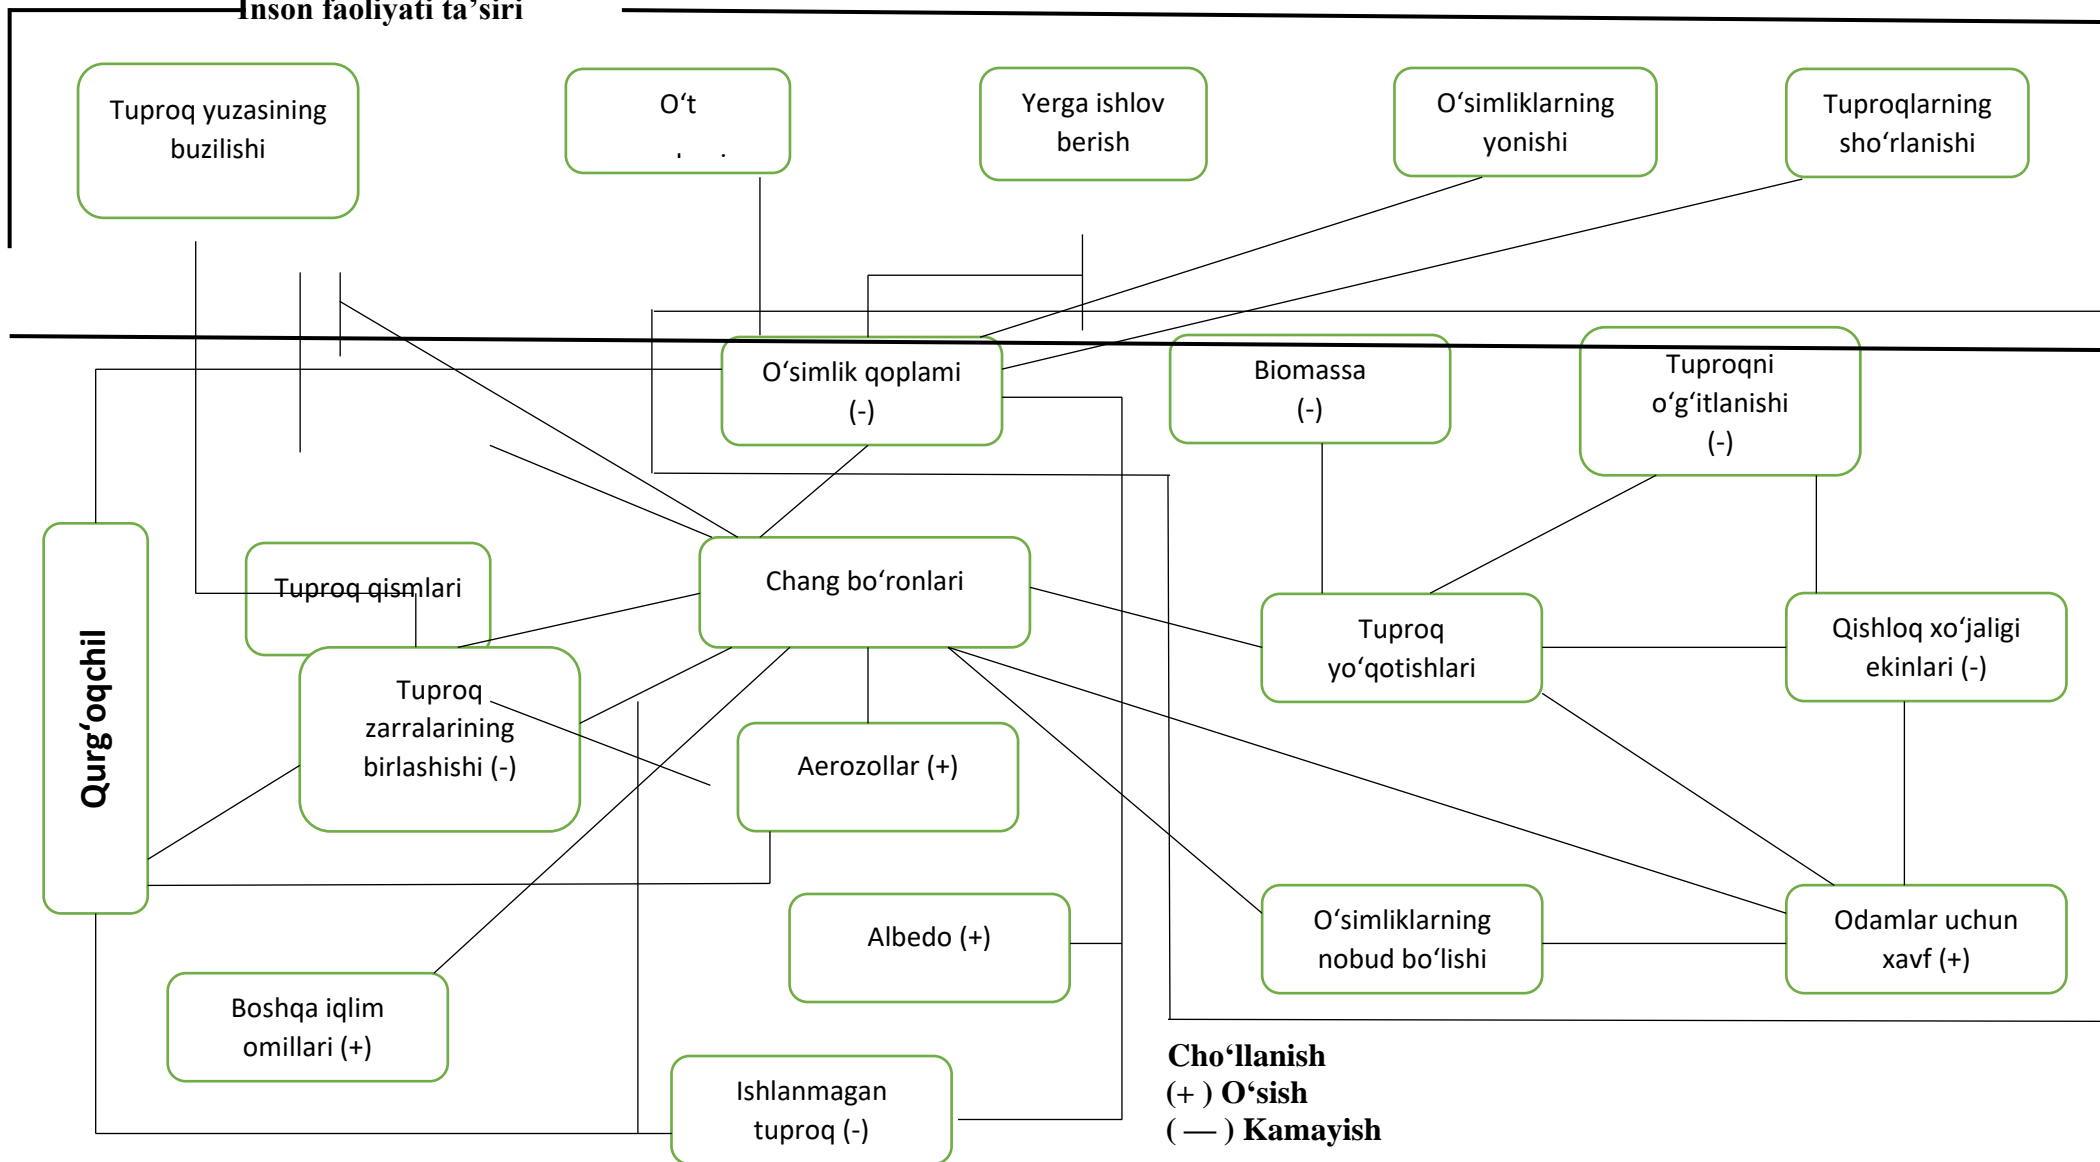 Inson faoliyati ta’siri
Tuproq yuzasining
buzilishi
O‘t
Yerga ishlov
berish
O‘simliklarning
yonishi
Tuproqlarning
sho‘rlanishi
O‘simlik qoplami
(-)
Biomassa
(-)
Tuproqni
o‘g‘itlanishi
(-)
Qurg‘oqchil
Tuproq qismlari
Chang bo‘ronlari
Tuproq
yo‘qotishlari
Qishloq xo‘jaligi
ekinlari (-)
Tuproq
zarralarining
birlashishi (-)
Aerozollar (+)
Albedo (+)
O‘simliklarning
nobud bo‘lishi
Odamlar uchun
xavf (+)
Boshqa iqlim
omillari (+)
Ishlanmagan
tuproq (-)
Cho‘llanish
(+ ) O‘sish
( — ) Kamayish